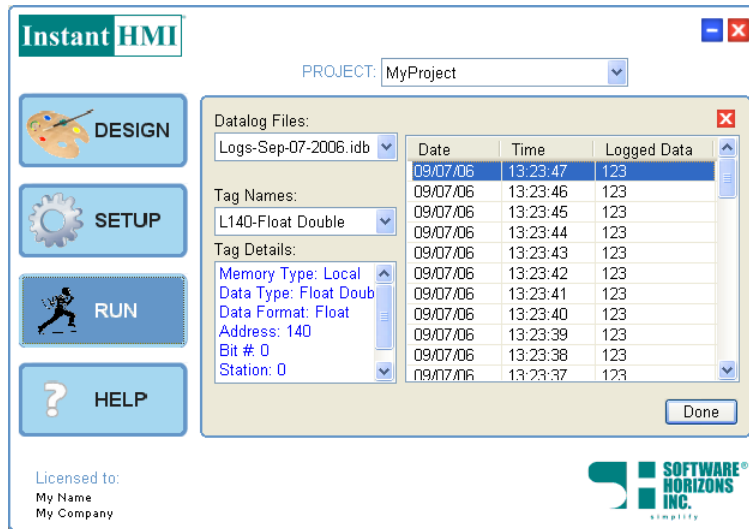 Instant HMI
PROJECT: MyProject
DESIGN
SETUP
RUN
HELP
Datalog Files:
Logs-Sep-07-2006.idb
Tag Names:
L140-Float Double
Tag Details:
Memory Type: Local
Data Type: Float Doub
Data Format: Float
Address: 140
Bit #: 0
Station: 0
Date Time Logged Data
09/07/06 13:23:47 123
09/07/06 13:23:46 123
09/07/06 13:23:45 123
09/07/06 13:23:44 123
09/07/06 13:23:43 123
09/07/06 13:23:42 123
09/07/06 13:23:41 123
09/07/06 13:23:40 123
09/07/06 13:23:39 123
09/07/06 13:23:38 123
09/07/06 13:23:37 123
Done
Licensed to:
My Name
My Company
SOFTWARE®
HORIZONS
INC.
simplify